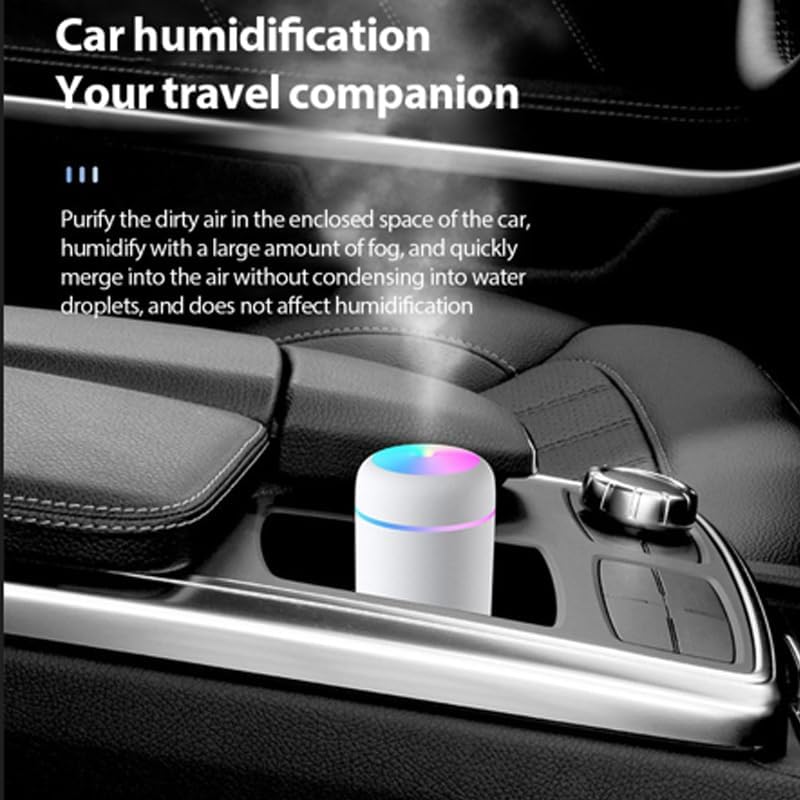 Car humidification
Your travel companion
Purify the dirty air in the enclosed space of the car,
humidify with a large amount of fog, and quickly
merge into the air without condensing into water
droplets, and does not affect humidification